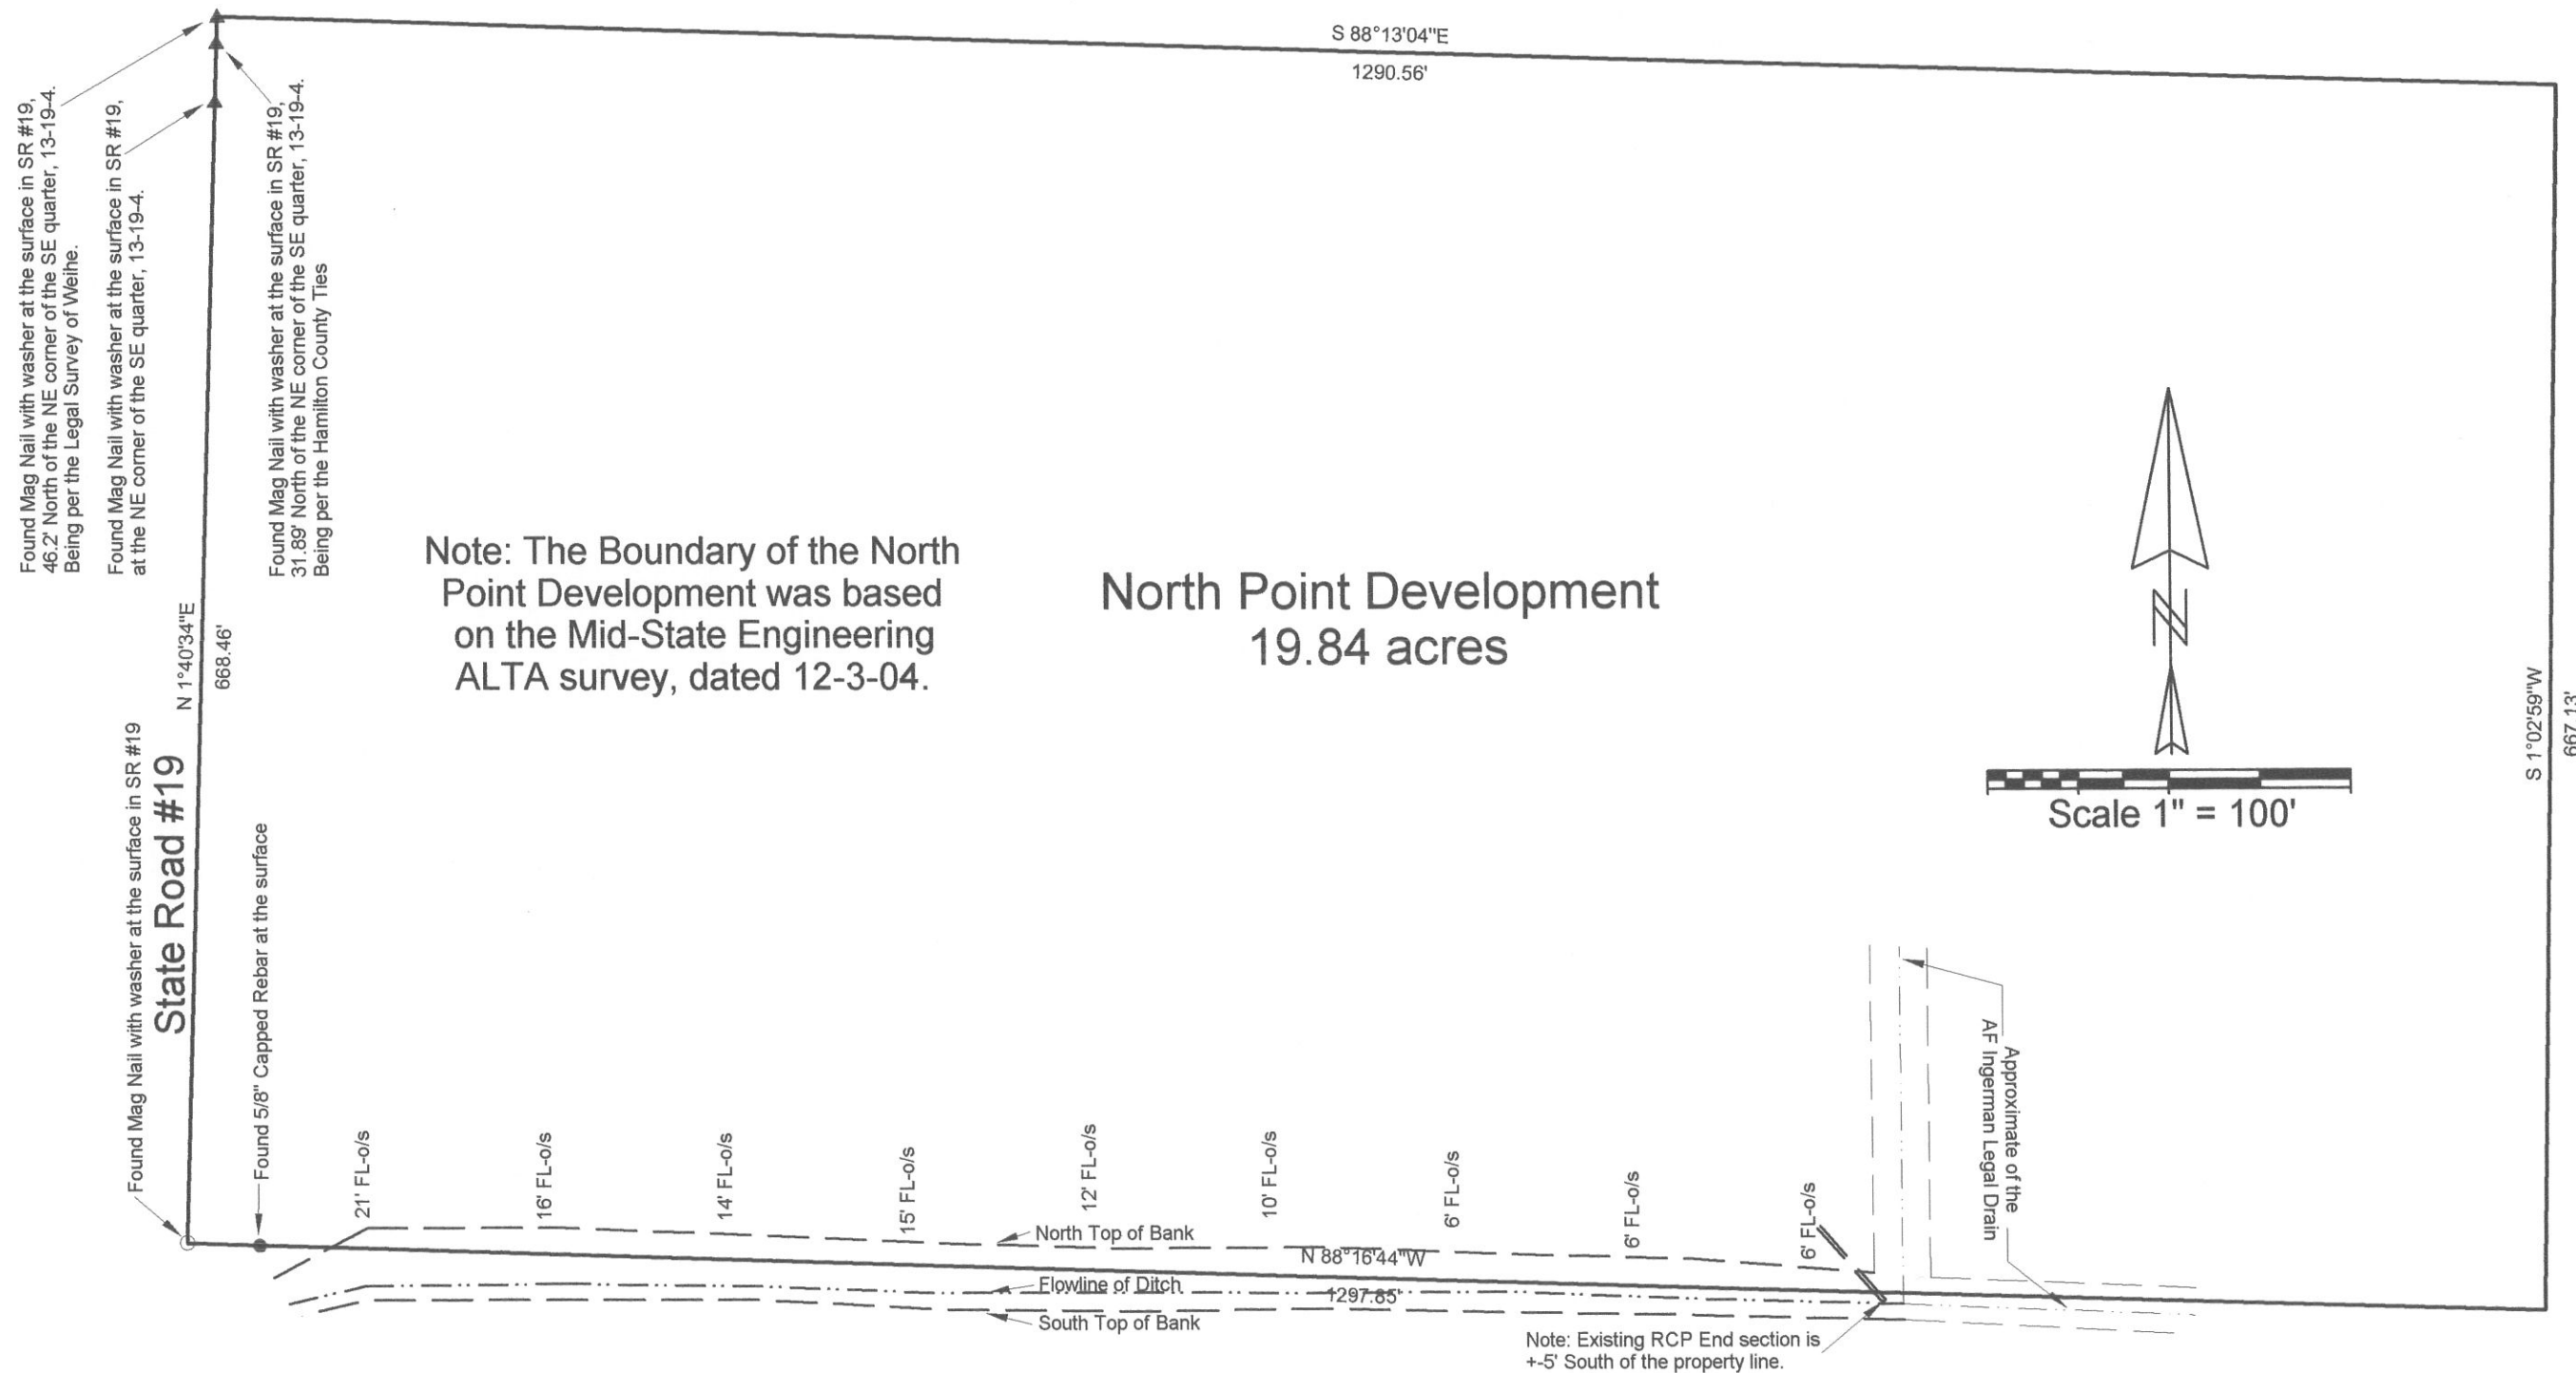 S 88°13'04"E
1290.56'
Found Mag Nail with washer at the surface in SR #19,
46.2' North of the NE corner of the SE quarter, 13-19-4.
Being per the Legal Survey of Weihe.
Found Mag Nail with washer at the surface in SR #19,
at the NE corner of the SE quarter, 13-19-4.
Found Mag Nail with washer at the surface in SR #19,
31.89' North of the NE corner of the SE quarter, 13-19-4.
Being per the Hamilton County Ties
N 1°40'34"E
668.46'
Note: The Boundary of the North
Point Development was based
on the Mid-State Engineering
ALTA survey, dated 12-3-04.
North Point Development
19.84 acres
N
Scale 1" = 100'
S 1°02'59"W
667.13'
Found Mag Nail with washer at the surface in SR #19
State Road #19
Found 5/8" Capped Rebar at the surface
21' FL-o/s
16' FL-o/s
14' FL-o/s
15' FL-o/s
12' FL-o/s
10' FL-o/s
6' FL-o/s
6' FL-o/s
6' FL-o/s
Approximate of the
AF Ingerman Legal Drain
North Top of Bank
N 88°16'44"W
Flowline of Ditch
1297.85'
South Top of Bank
Note: Existing RCP End section is
+-5' South of the property line.